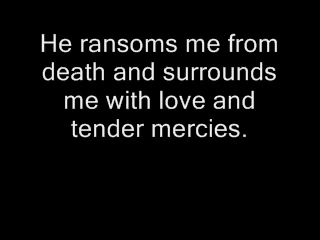 He ransoms me from
death and surrounds
me with love and
tender mercies.